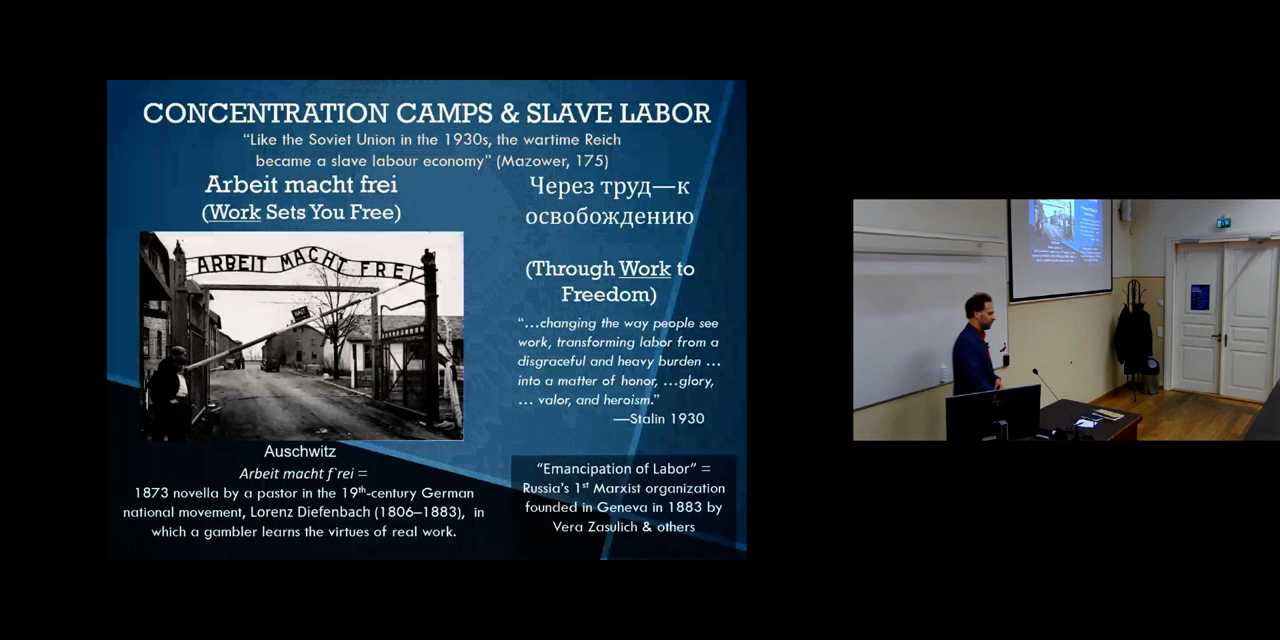 CONCENTRATION CAMPS & SLAVE LABOR
“Like the Soviet Union in the 1930s, the wartime Reich
became a slave labour economy” (Mazower, 175)
Arbeit macht frei
(Work Sets You Free)
ARBEIT MACHT FREI
HALT
Auschwitz
Arbeit macht f`rei =
1873 novella by a pastor in the 19th-century German
national movement, Lorenz Diefenbach (1806–1883), in
which a gambler learns the virtues of real work.
Через труд—к
освобождению
(Through Work to
Freedom)
“…changing the way people see
work, transforming labor from a
disgraceful and heavy burden …
into a matter of honor, …glory,
… valor, and heroism.”
—Stalin 1930
“Emancipation of Labor” =
Russia’s 1st Marxist organization
founded in Geneva in 1883 by
Vera Zasulich & others